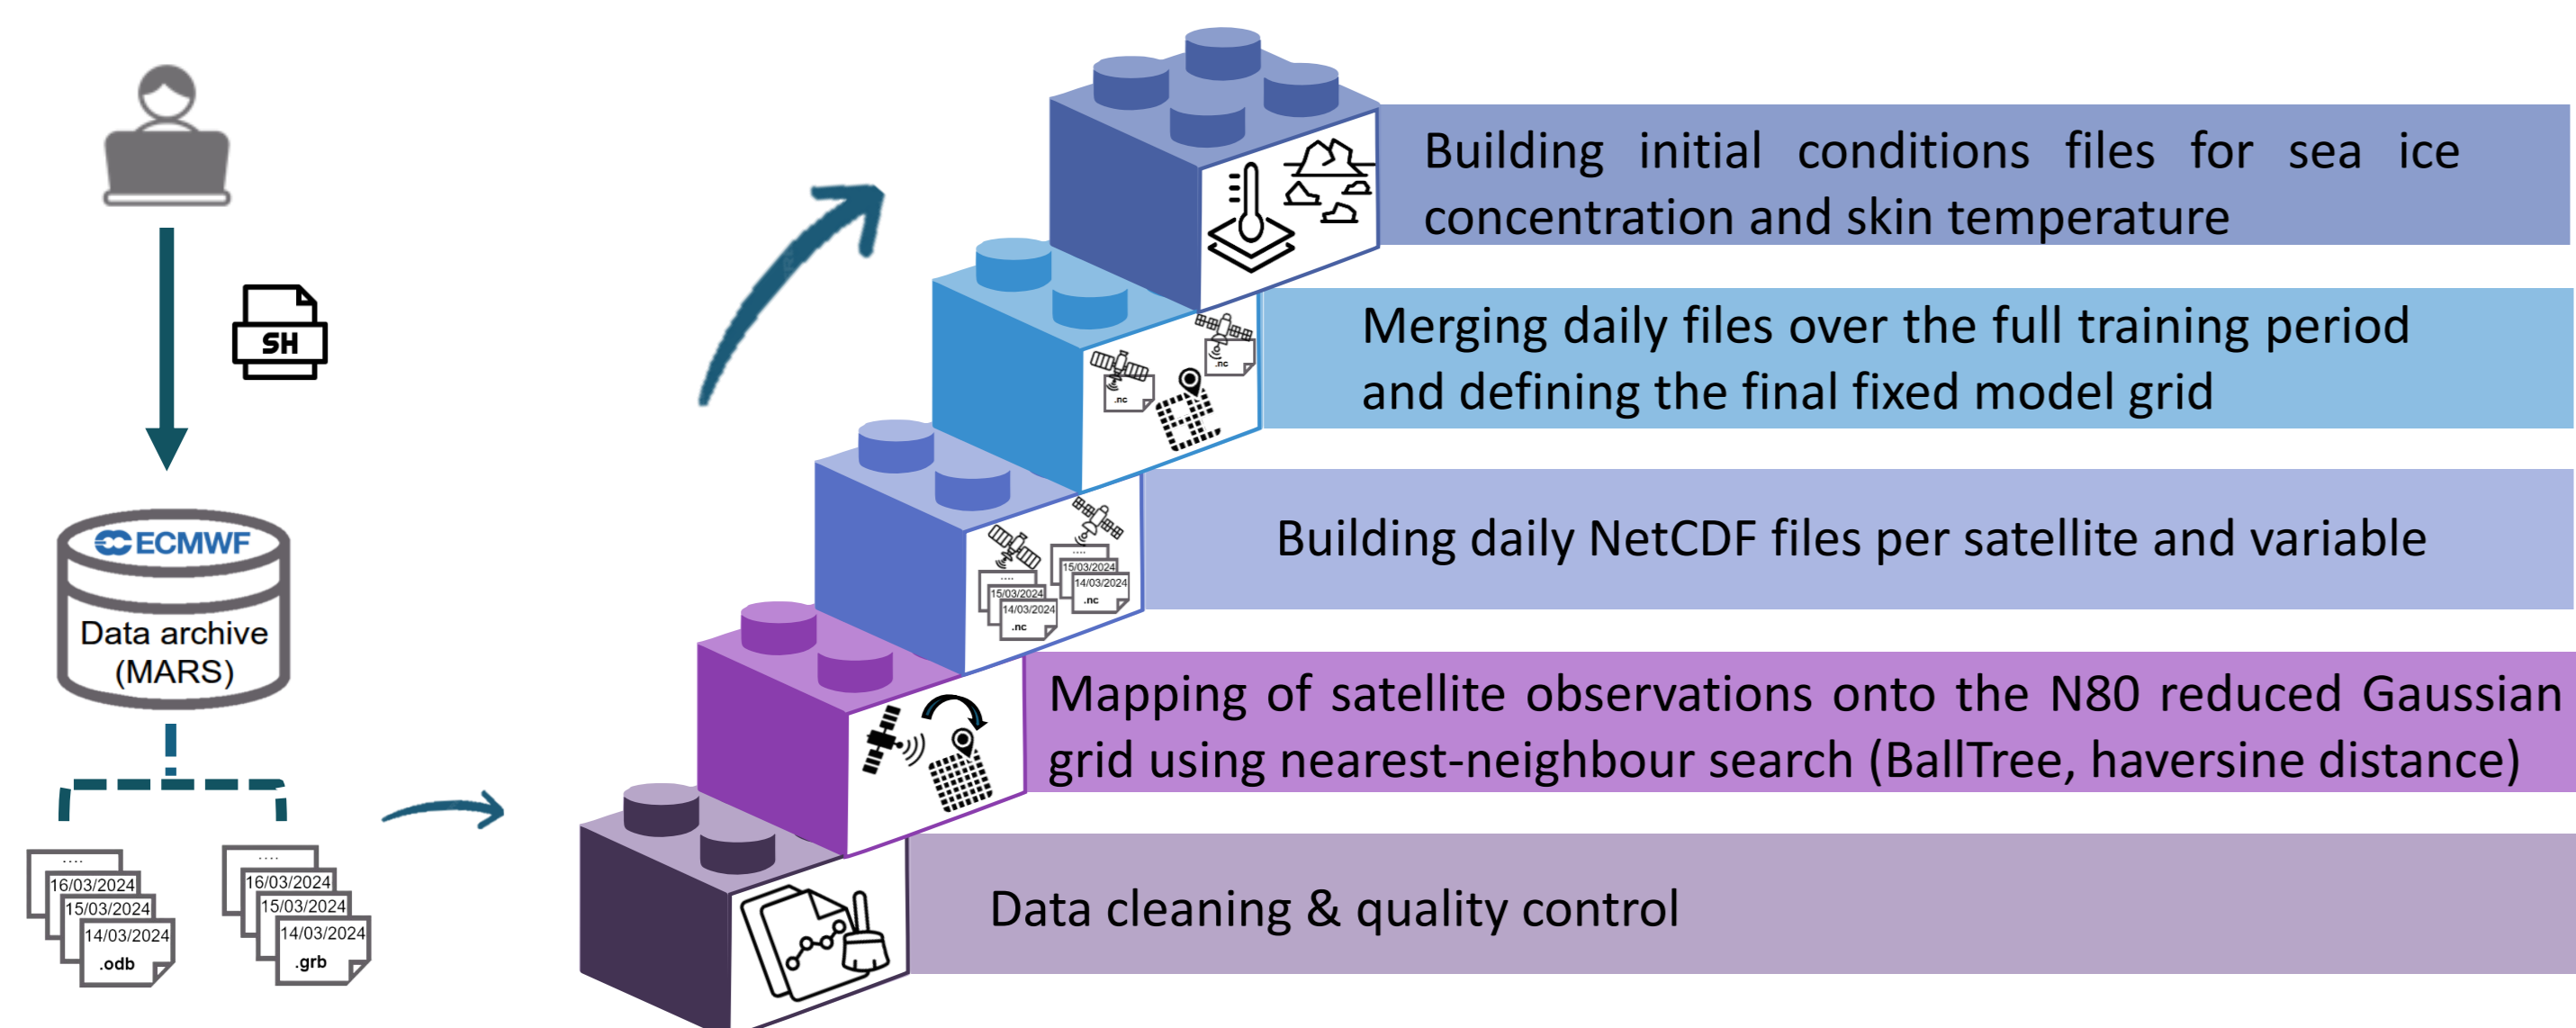 SH
ECMWF
Data archive
(MARS)
....
16/03/2024
15/03/2024
14/03/2024
.odb
....
16/03/2024
15/03/2024
14/03/2024
.grb
Building initial conditions files for sea ice
concentration and skin temperature
.nc
.nc
Merging daily files over the full training period
and defining the final fixed model grid
....
15/03/2024
14/03/2024
.nc
....
15/03/2024
14/03/2024
.nc
Building daily NetCDF files per satellite and variable
Mapping of satellite observations onto the N80 reduced Gaussian
grid using nearest-neighbour search (BallTree, haversine distance)
Data cleaning & quality control